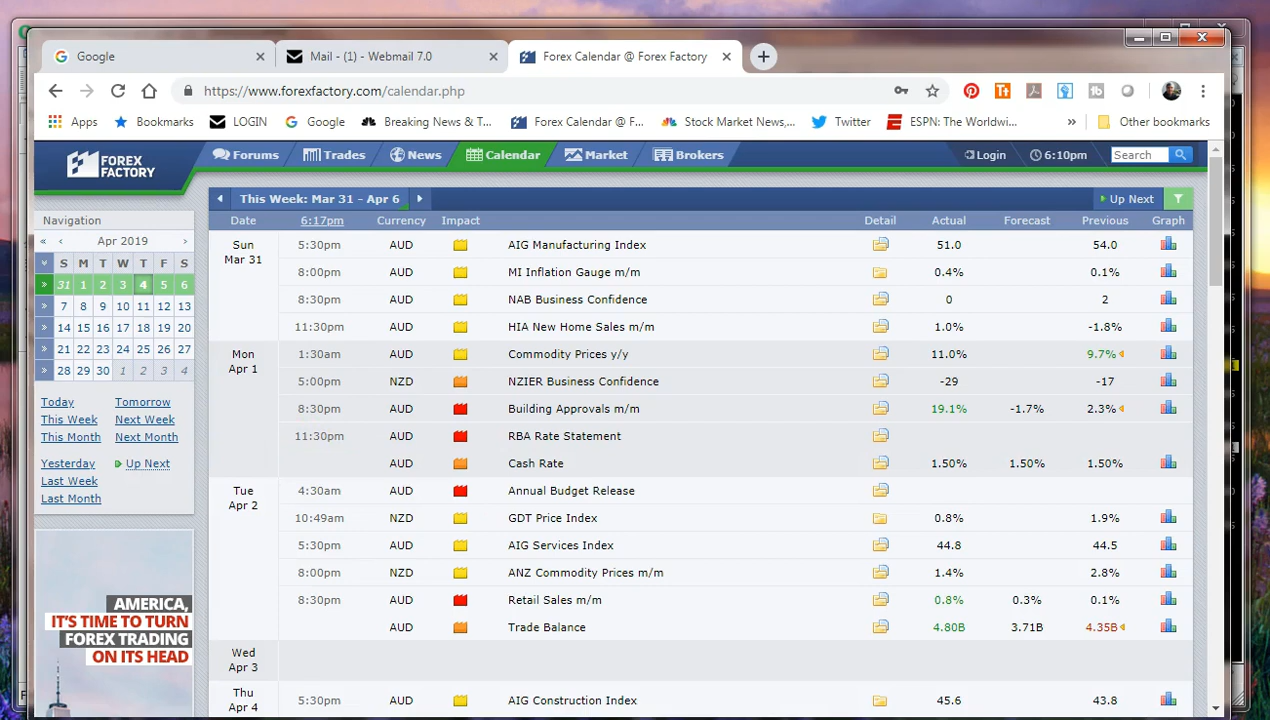 Google
Mail - (1) - Webmail 7.0
Forex Calendar @ Forex Factory
https://www.forexfactory.com/calendar.php
Apps
Bookmarks
LOGIN
Google
Breaking News & T...
Forex Calendar @ F...
Stock Market News,...
Twitter
ESPN: The Worldwi...
»
Other bookmarks
FOREX
FACTORY
Forums
Trades
News
Calendar
Market
Brokers
Login
6:10pm
Search
Navigation
« ‹ Apr 2019 ›
S M T W T F S
» 31 1 2 3 4 5 6
» 7 8 9 10 11 12 13
» 14 15 16 17 18 19 20
» 21 22 23 24 25 26 27
» 28 29 30 1 2 3 4
Today Tomorrow
This Week Next Week
This Month Next Month
Yesterday Up Next
Last Week
Last Month
AMERICA,
IT'S TIME TO TURN
FOREX TRADING
ON ITS HEAD
This Week: Mar 31 - Apr 6
Up Next
Date 6:17pm Currency Impact Detail Actual Forecast Previous Graph
Sun 5:30pm AUD AIG Manufacturing Index 51.0 54.0
Mar 31
8:00pm AUD MI Inflation Gauge m/m 0.4% 0.1%
8:30pm AUD NAB Business Confidence 0 2
11:30pm AUD HIA New Home Sales m/m 1.0% -1.8%
Mon 1:30am AUD Commodity Prices y/y 11.0% 9.7%
Apr 1
5:00pm NZD NZIER Business Confidence -29 -17
8:30pm AUD Building Approvals m/m 19.1% -1.7% 2.3%
11:30pm AUD RBA Rate Statement
AUD Cash Rate 1.50% 1.50% 1.50%
Tue 4:30am AUD Annual Budget Release
Apr 2
10:49am NZD GDT Price Index 0.8% 1.9%
5:30pm AUD AIG Services Index 44.8 44.5
8:00pm NZD ANZ Commodity Prices m/m 1.4% 2.8%
8:30pm AUD Retail Sales m/m 0.8% 0.3% 0.1%
AUD Trade Balance 4.80B 3.71B 4.35B
Wed
Apr 3
Thu 5:30pm AUD AIG Construction Index 45.6 43.8
Apr 4